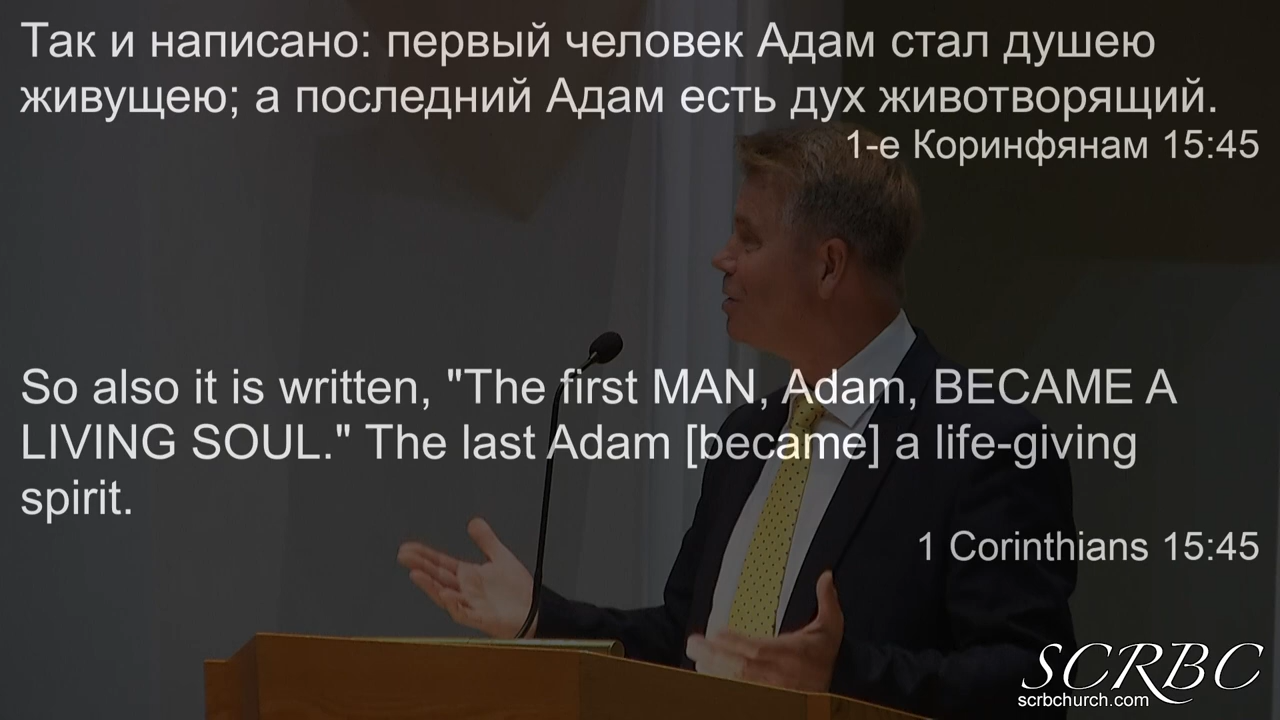 Так и написано: первый человек Адам стал душею
живущею; а последний Адам есть дух животворящий.
1-е Коринфянам 15:45
So also it is written, "The first MAN, Adam, BECAME A
LIVING SOUL." The last Adam [became] a life-giving
spirit.
1 Corinthians 15:45
SCRBC
scrbchurch.com